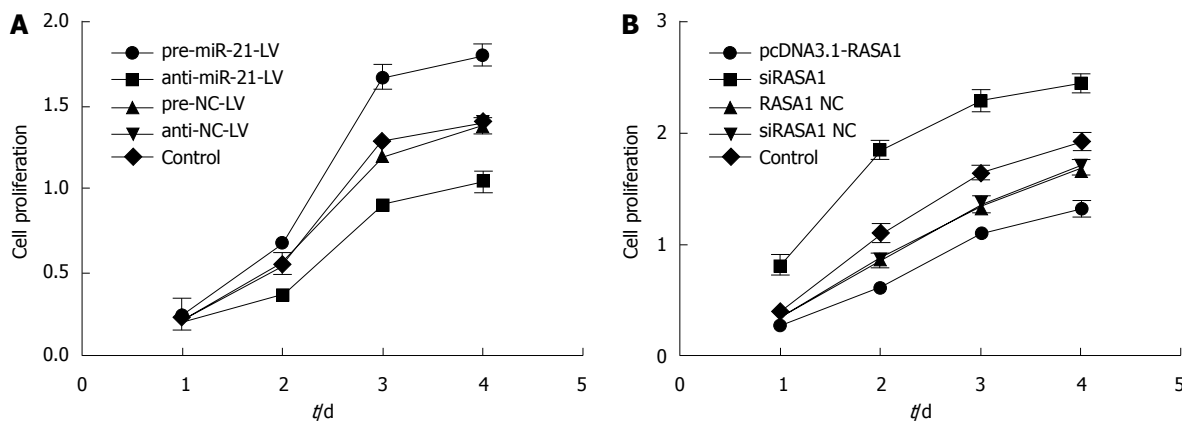 A
2.0
1.5
1.0
0.5
0.0
Cell proliferation
pre-miR-21-LV
anti-miR-21-LV
pre-NC-LV
anti-NC-LV
Control
0 1 2 3 4 5
t/d
B
3
2
1
0
Cell proliferation
pcDNA3.1-RASA1
siRASA1
RASA1 NC
siRASA1 NC
Control
0 1 2 3 4 5
t/d